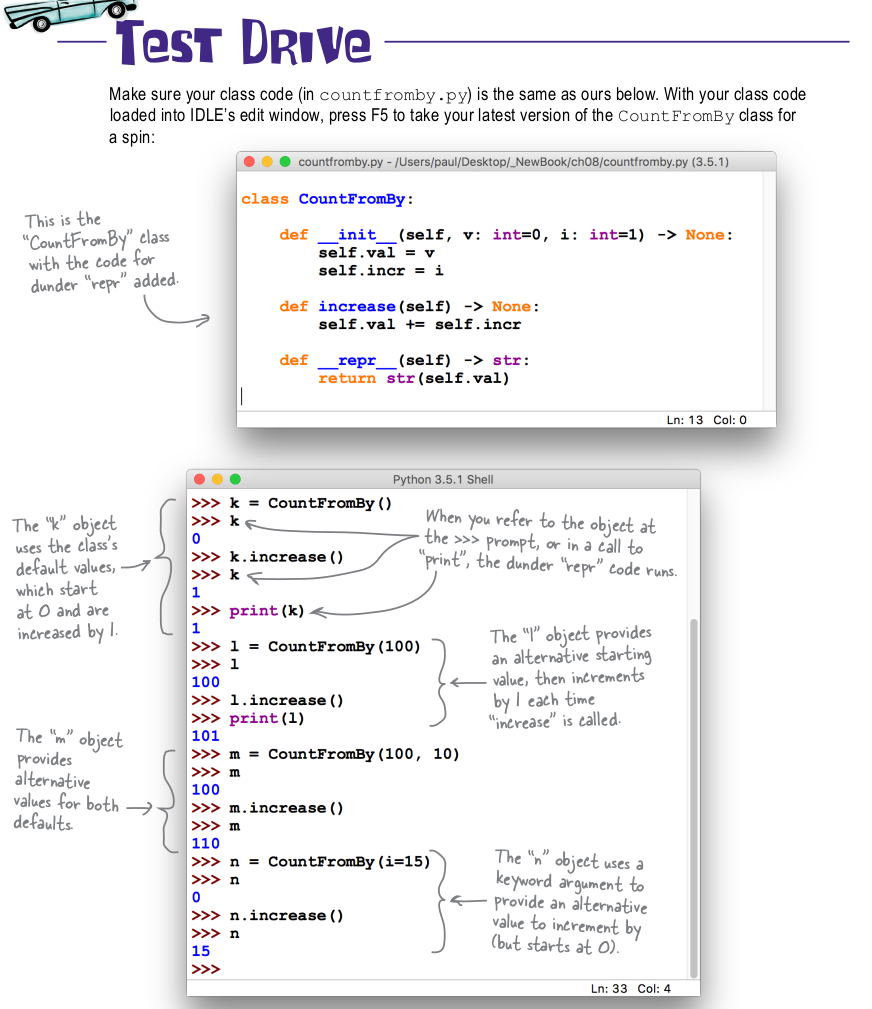 Test Drive
Make sure your class code (in countfromby.py) is the same as ours below. With your class code
loaded into IDLE's edit window, press F5 to take your latest version of the CountFromBy class for
a spin:
countfromby.py - /Users/paul/Desktop/_NewBook/ch08/countfromby.py (3.5.1)
class CountFromBy:
    def __init__(self, v: int=0, i: int=1) -> None:
        self.val = v
        self.incr = i
    def increase(self) -> None:
        self.val += self.incr
    def __repr__(self) -> str:
        return str(self.val)
Ln: 13 Col: 0
This is the
"CountFromBy" class
with the code for
dunder "repr" added.
Python 3.5.1 Shell
>>> k = CountFromBy()
>>> k
0
>>> k.increase()
>>> k
1
>>> print(k)
1
>>> l = CountFromBy(100)
>>> l
100
>>> l.increase()
>>> print(l)
101
>>> m = CountFromBy(100, 10)
>>> m
100
>>> m.increase()
>>> m
110
>>> n = CountFromBy(i=15)
>>> n
0
>>> n.increase()
>>> n
15
>>>
Ln: 33 Col: 4
The "k" object
uses the class's
default values,
which start
at 0 and are
increased by 1.
When you refer to the object at
the >>> prompt, or in a call to
"print", the dunder "repr" code runs.
The "l" object provides
an alternative starting
value, then increments
by 1 each time
"increase" is called.
The "m" object
provides
alternative
values for both
defaults.
The "n" object uses a
keyword argument to
provide an alternative
value to increment by
(but starts at 0).